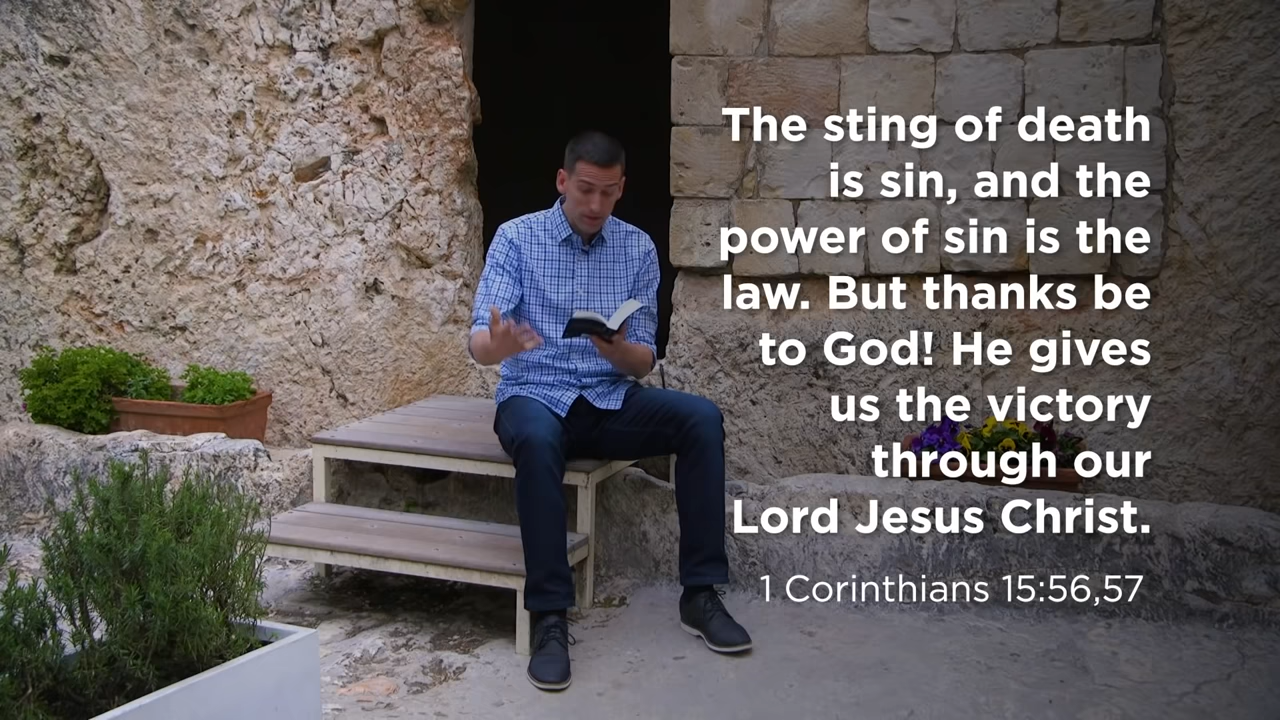 The sting of death
is sin, and the
power of sin is the
law. But thanks be
to God! He gives
us the victory
through our
Lord Jesus Christ.
1 Corinthians 15:56,57